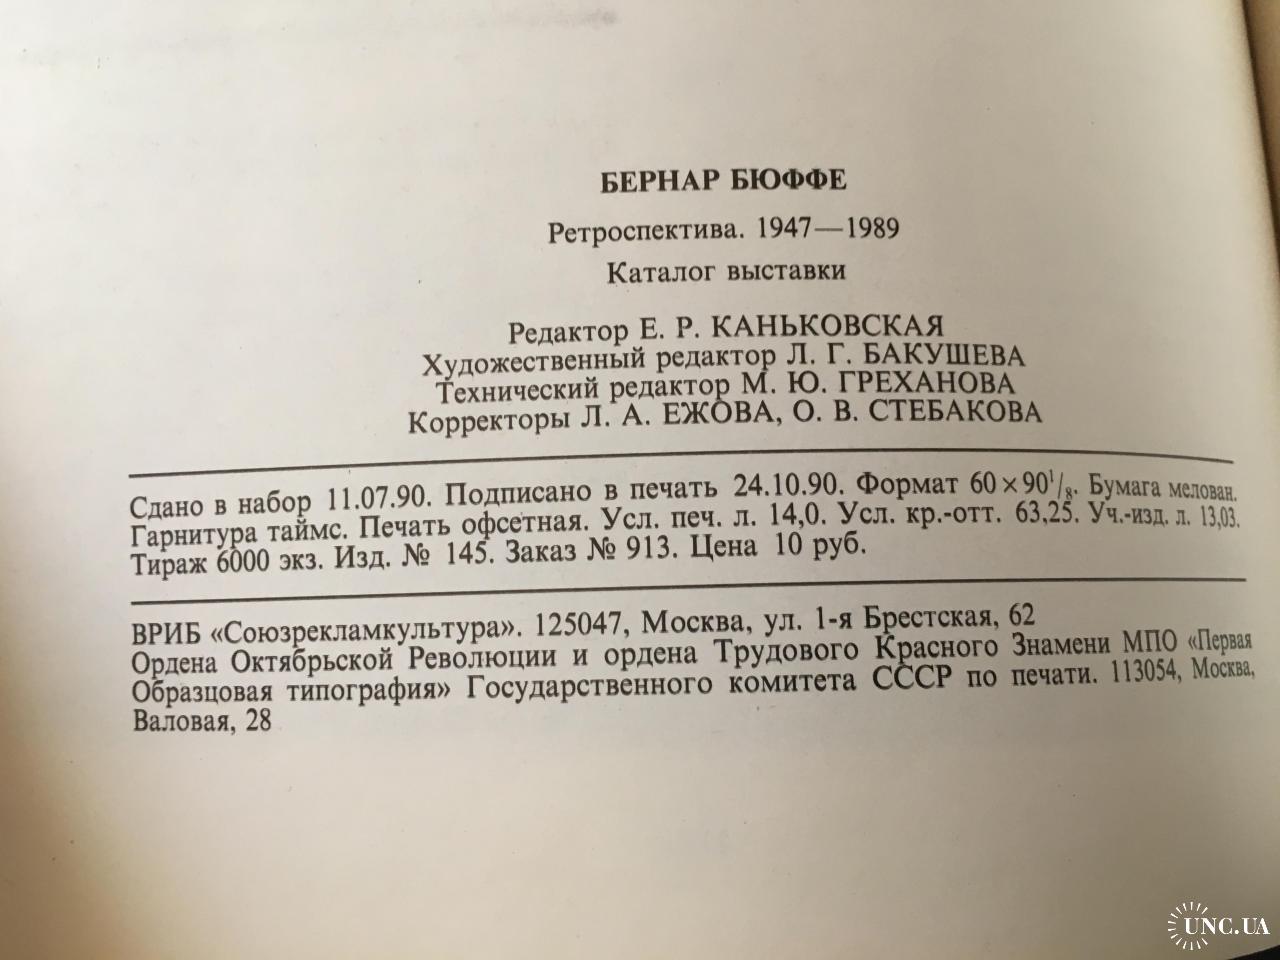 БЕРНАР БЮФФЕ
Ретроспектива. 1947—1989
Каталог выставки
Редактор Е. Р. КАНЬКОВСКАЯ
Художественный редактор Л. Г. БАКУШЕВА
Технический редактор М. Ю. ГРЕХАНОВА
Корректоры Л. А. ЕЖОВА, О. В. СТЕБАКОВА
Сдано в набор 11.07.90. Подписано в печать 24.10.90. Формат 60×90¹/₈. Бумага мелован.
Гарнитура таймс. Печать офсетная. Усл. печ. л. 14,0. Усл. кр.-отт. 63,25. Уч.-изд. л. 13,03.
Тираж 6000 экз. Изд. № 145. Заказ № 913. Цена 10 руб.
ВРИБ «Союзрекламкультура». 125047, Москва, ул. 1-я Брестская, 62
Ордена Октябрьской Революции и ордена Трудового Красного Знамени МПО «Первая
Образцовая типография» Государственного комитета СССР по печати. 113054, Москва,
Валовая, 28
UNC.UA